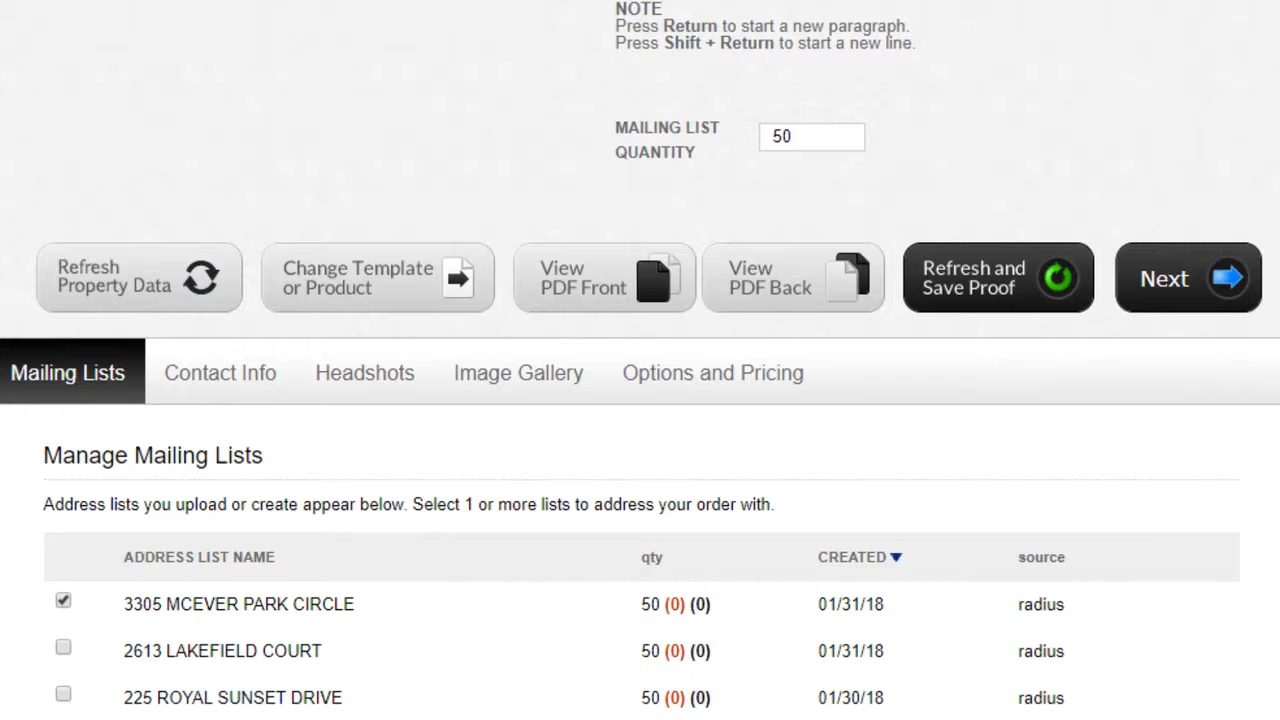 NOTE
Press Return to start a new paragraph.
Press Shift + Return to start a new line.
MAILING LIST
QUANTITY
50
Refresh
Property Data
Change Template
or Product
View
PDF Front
View
PDF Back
Refresh and
Save Proof
Next
Mailing Lists Contact Info Headshots Image Gallery Options and Pricing
Manage Mailing Lists
Address lists you upload or create appear below. Select 1 or more lists to address your order with.
ADDRESS LIST NAME qty CREATED source
3305 MCEVER PARK CIRCLE 50 (0) (0) 01/31/18 radius
2613 LAKEFIELD COURT 50 (0) (0) 01/31/18 radius
225 ROYAL SUNSET DRIVE 50 (0) (0) 01/30/18 radius